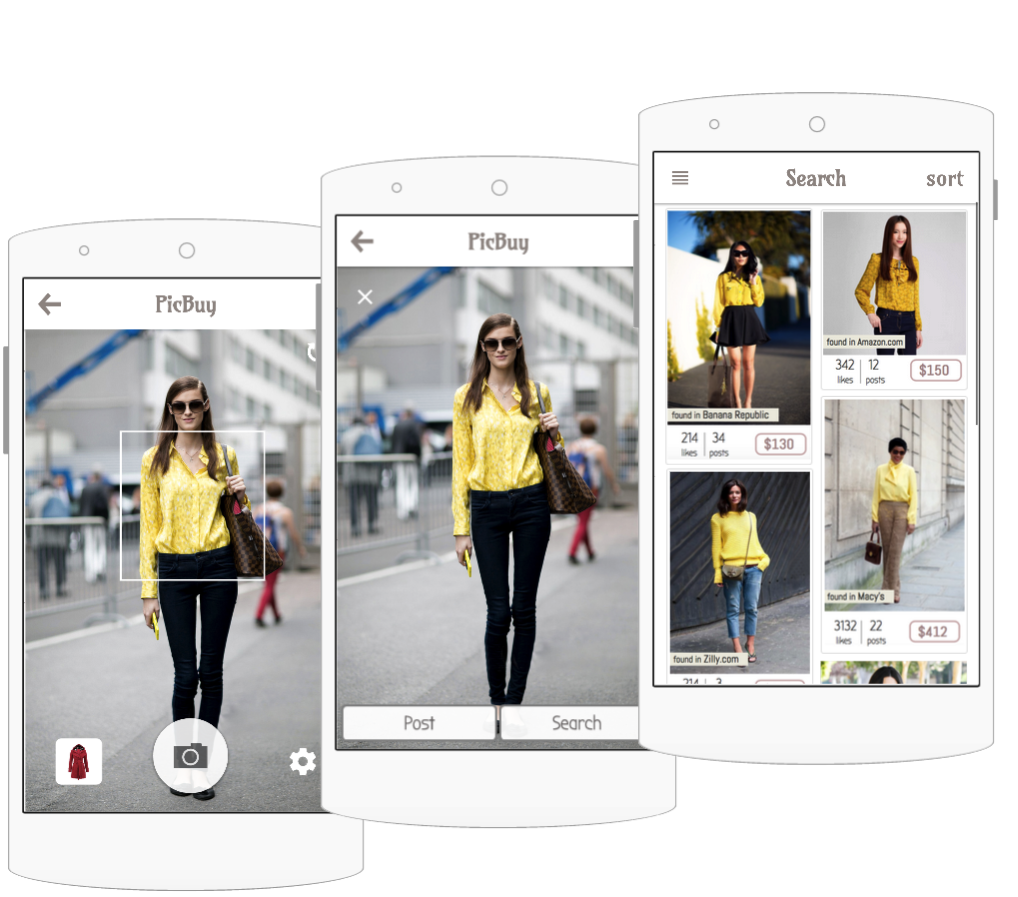 PicBuy
PicBuy
Post
Search
Search
sort
found in Banana Republic
214
34
likes
posts
$130
found in Amazon.com
342
12
likes
posts
$150
found in Zilly.com
214
3
found in Macy's
3132
22
likes
posts
$412